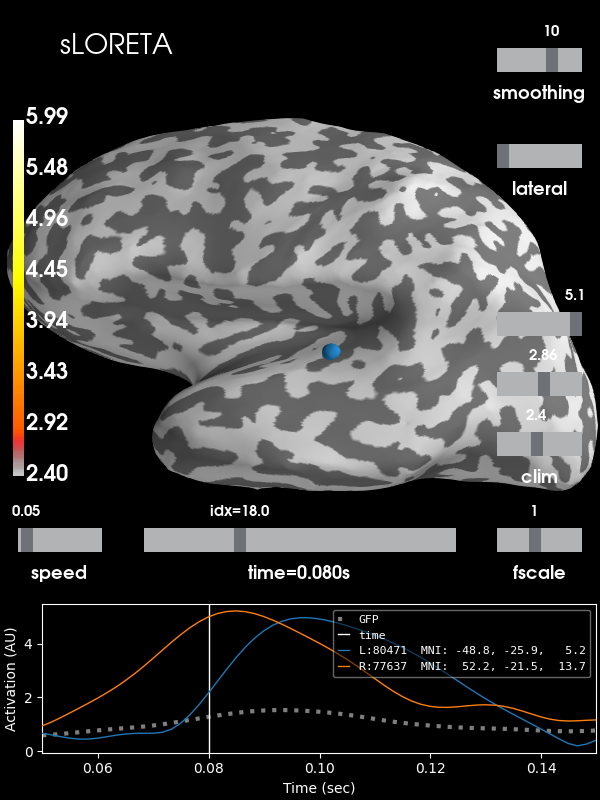 sLORETA
10
smoothing
lateral
5.99
5.48
4.96
4.45
3.94
3.43
2.92
2.40
5.1
2.86
2.4
clim
0.05
idx=18.0
1
speed
time=0.080s
fscale
GFP
time
L:80471 MNI: -48.8, -25.9, 5.2
R:77637 MNI: 52.2, -21.5, 13.7
Activation (AU)
4
2
0
0.06
0.08
0.10
0.12
0.14
Time (sec)